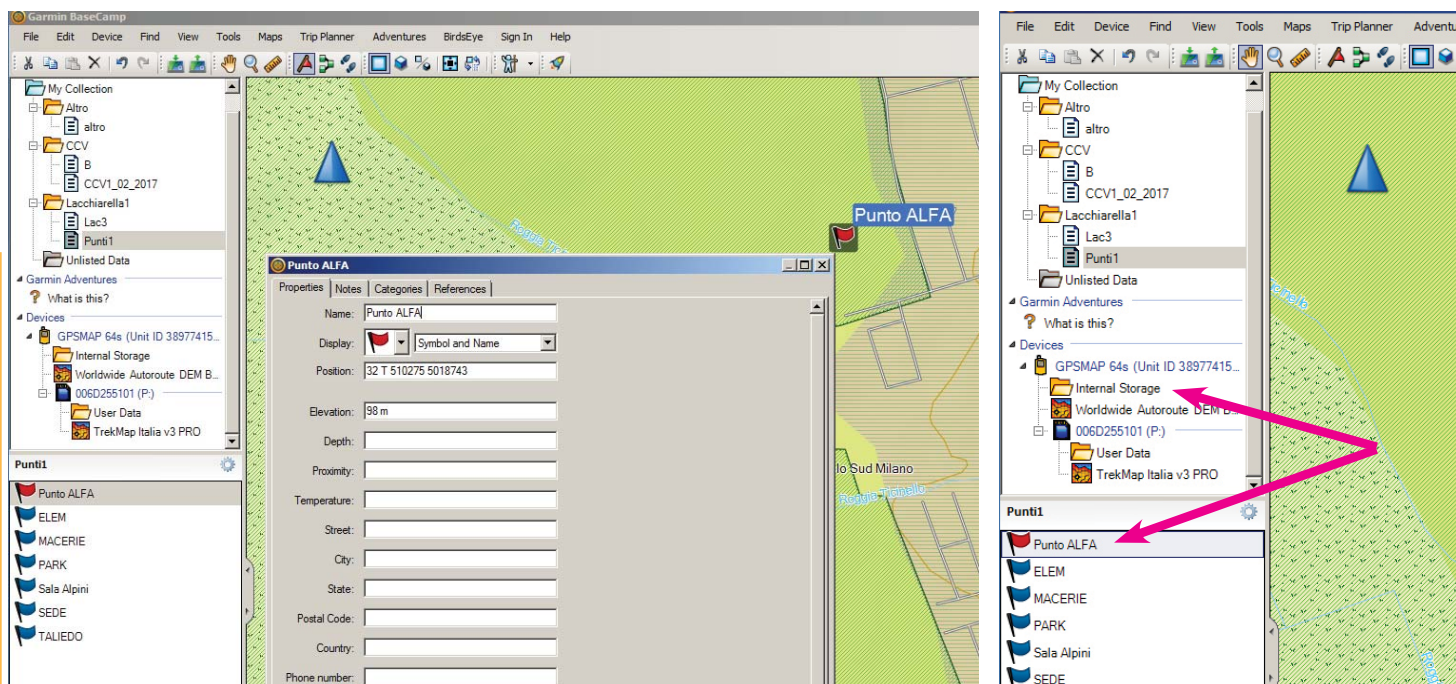 Garmin BaseCamp
File Edit Device Find View Tools Maps Trip Planner Adventures BirdsEye Sign In Help
My Collection
Altro
altro
CCV
B
CCV1_02_2017
Lacchiarella1
Lac3
Punti1
Unlisted Data
Garmin Adventures
What is this?
Devices
GPSMAP 64s (Unit ID 38977415...
Internal Storage
Worldwide Autoroute DEM B...
006D255101 (P:)
User Data
TrekMap Italia v3 PRO
Punti1
Punto ALFA
ELEM
MACERIE
PARK
Sala Alpini
SEDE
TALIEDO
Punto ALFA
Roggia
Punto ALFA
Properties Notes Categories References
Name: Punto ALFA
Display: Symbol and Name
Position: 32 T 510275 5018743
Elevation: 98 m
Depth:
Proximity:
Temperature:
Street:
City:
State:
Postal Code:
Country:
Phone number:
lo Sud Milano
Roggia Ticinello
File Edit Device Find View Tools Maps Trip Planner Adventu
My Collection
Altro
altro
CCV
B
CCV1_02_2017
Lacchiarella1
Lac3
Punti1
Unlisted Data
Garmin Adventures
What is this?
Devices
GPSMAP 64s (Unit ID 38977415...
Internal Storage
Worldwide Autoroute DEM B...
006D255101 (P:)
User Data
TrekMap Italia v3 PRO
Punti1
Punto ALFA
ELEM
MACERIE
PARK
Sala Alpini
SEDE